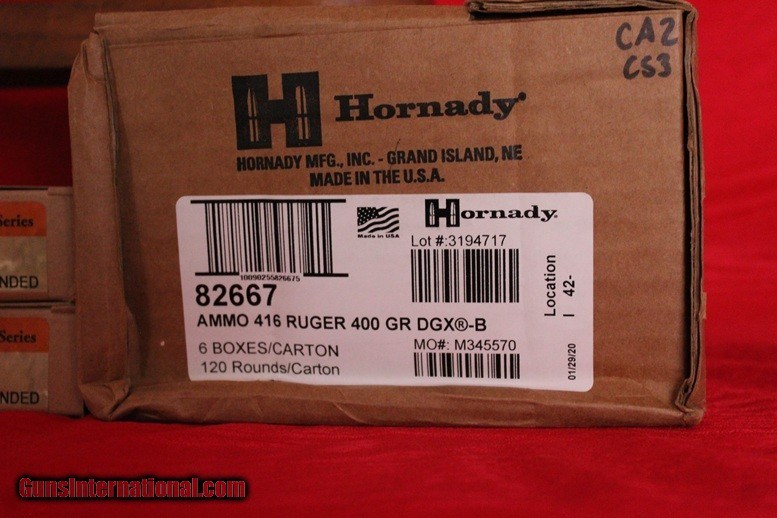 CA2
CS3
H Hornady®
HORNADY MFG., INC. - GRAND ISLAND, NE
MADE IN THE U.S.A.
10090255826675
Made in USA
Hornady.
Lot #:3194717
82667
AMMO 416 RUGER 400 GR DGX®-B
6 BOXES/CARTON
120 Rounds/Carton
MO#: M345570
Location
I 42-
01/29/20
Series
NDED
Series
NDED
GunsInternational.com